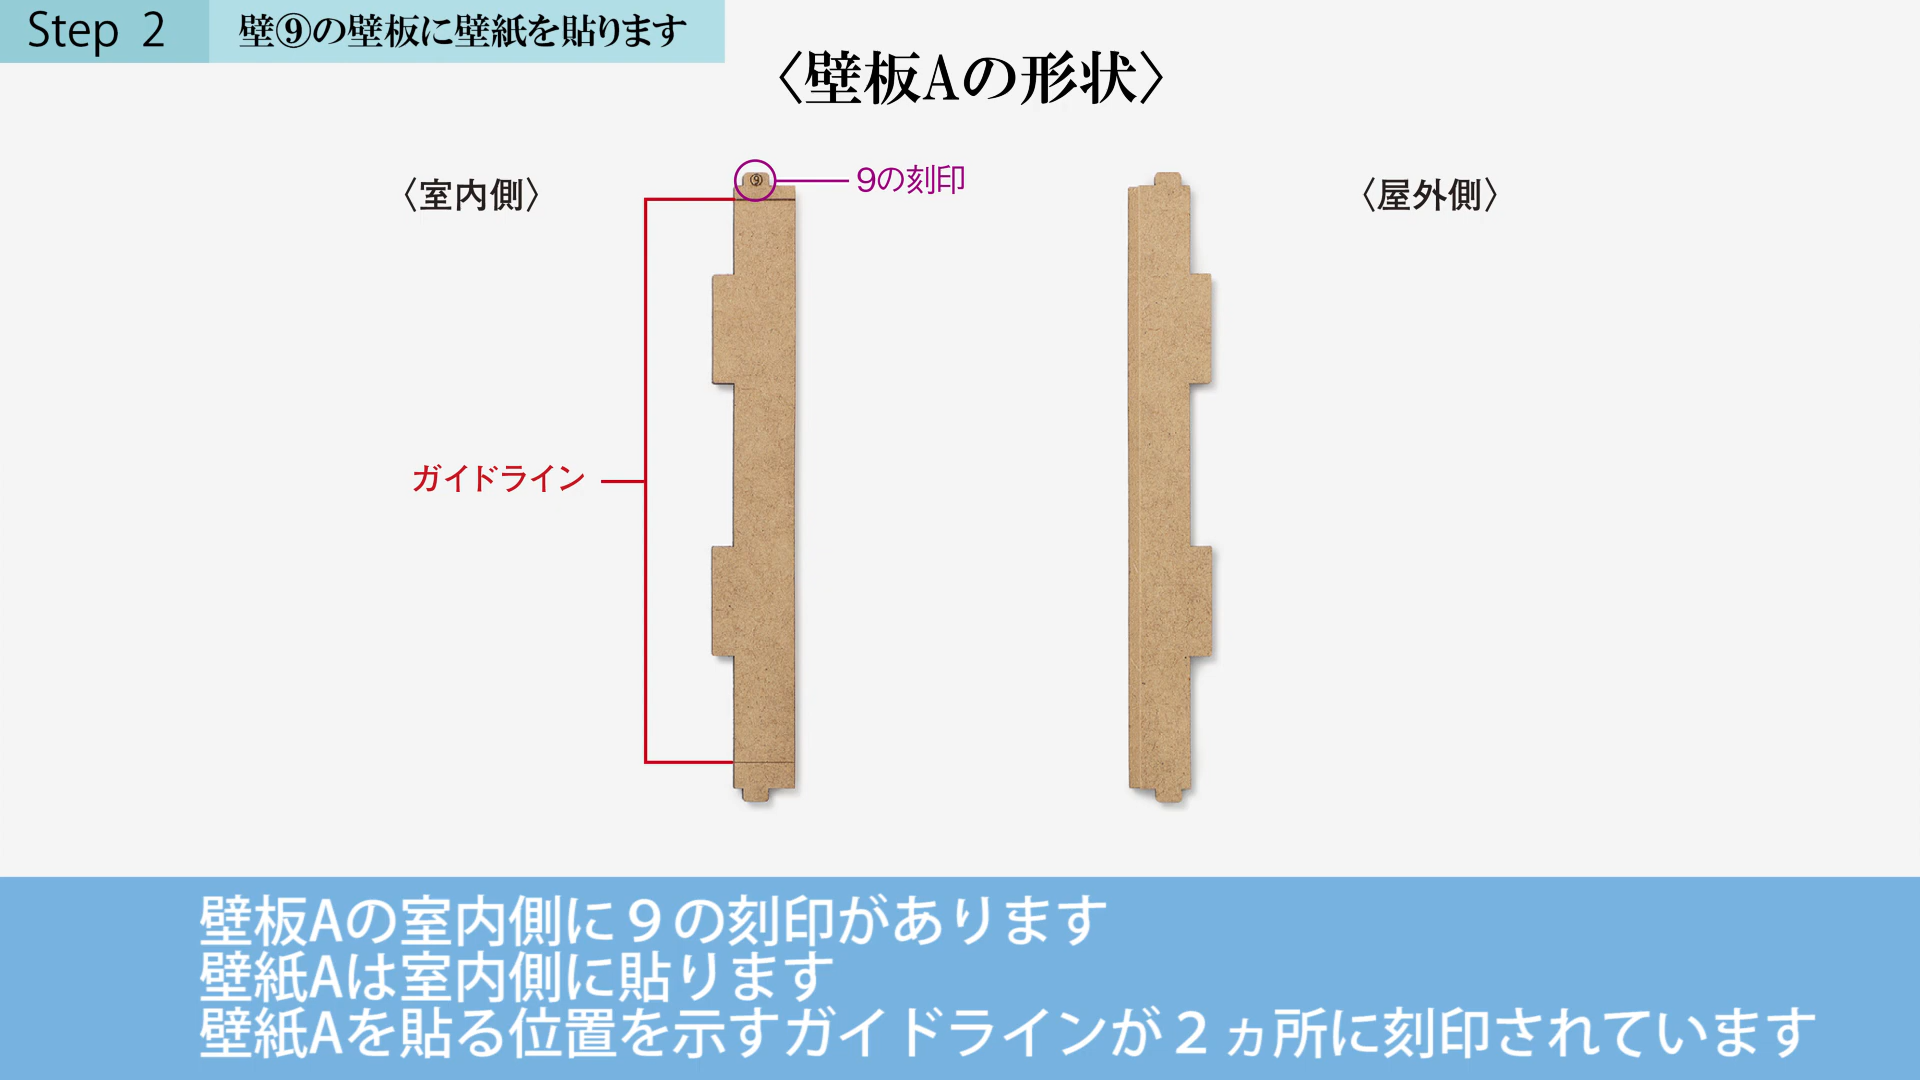 Step 2
壁⑨の壁板に壁紙を貼ります
〈壁板Aの形状〉
〈室内側〉
⑨
9の刻印
〈屋外側〉
ガイドライン
壁板Aの室内側に９の刻印があります
壁紙Aは室内側に貼ります
壁紙Aを貼る位置を示すガイドラインが２ヵ所に刻印されています